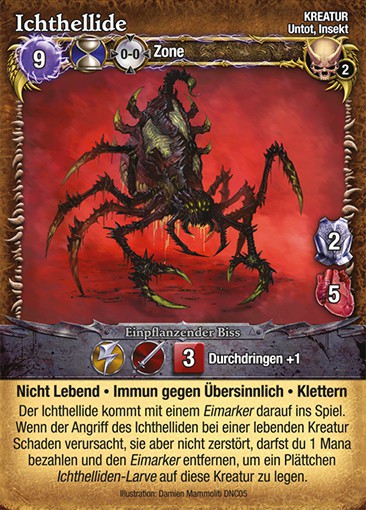 Ichthellide
KREATUR
Untot, Insekt
9
0-0
Zone
2
2
5
Einpflanzender Biss
3
Durchdringen +1
Nicht Lebend • Immun gegen Übersinnlich • Klettern
Der Ichthellide kommt mit einem Eimarker darauf ins Spiel.
Wenn der Angriff des Ichthelliden bei einer lebenden Kreatur
Schaden verursacht, sie aber nicht zerstört, darfst du 1 Mana
bezahlen und den Eimarker entfernen, um ein Plättchen
Ichthelliden-Larve auf diese Kreatur zu legen.
Illustration: Damien Mammoliti DNC05